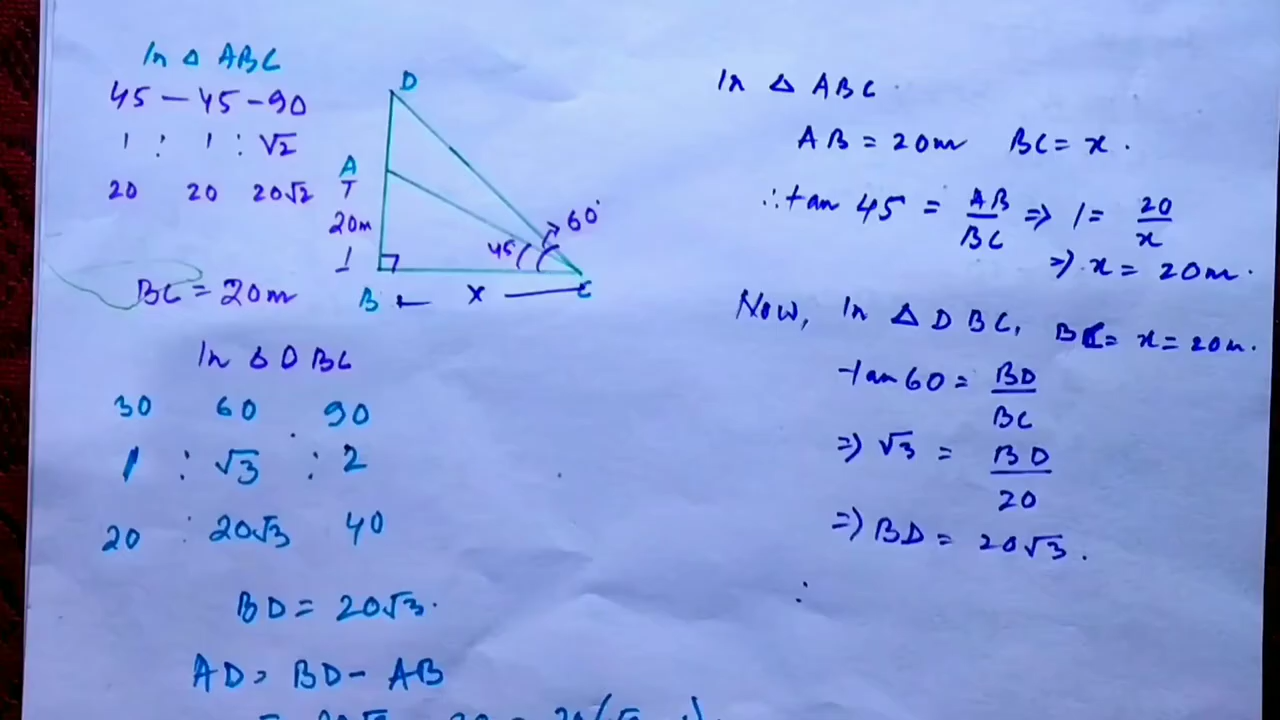 In △ ABC
45 - 45 - 90
1 : 1 : √2
20 20 20√2
BC = 20m
D
A
20m
45
60°
B
x
C
In △ DBC
30 60 90
1 : √3 : 2
20 : 20√3 40
BD = 20√3.
AD = BD - AB
In △ ABC
AB = 20m BC = x.
∴ tan 45 = AB/BC => 1 = 20/x
=> x = 20m.
Now, In △ DBC, BC = x = 20m.
tan 60 = BD/BC
=> √3 = BD/20
=> BD = 20√3.